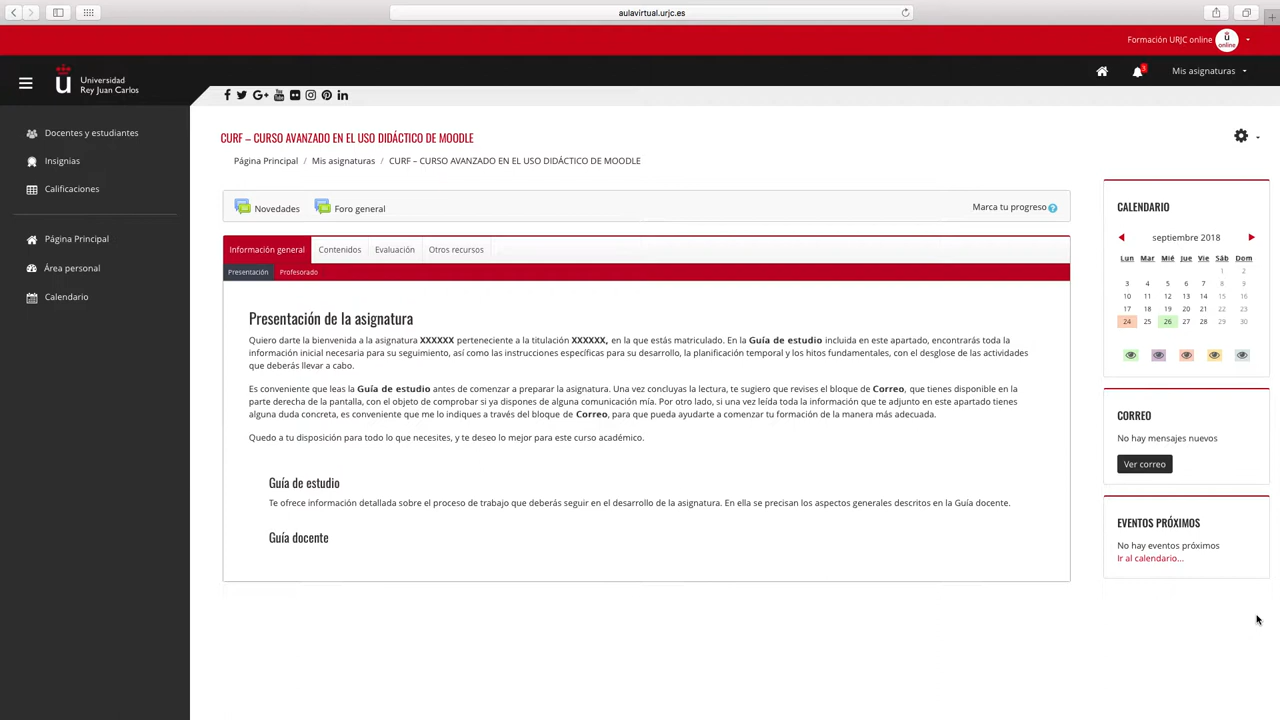 aulavirtual.urjc.es
Formación URJC online
ü
online
Universidad
Rey Juan Carlos
3
Mis asignaturas
Docentes y estudiantes
Insignias
Calificaciones
Página Principal
Área personal
Calendario
CURF – CURSO AVANZADO EN EL USO DIDÁCTICO DE MOODLE
Página Principal / Mis asignaturas / CURF – CURSO AVANZADO EN EL USO DIDÁCTICO DE MOODLE
Novedades Foro general Marca tu progreso ?
Información general Contenidos Evaluación Otros recursos
Presentación Profesorado
Presentación de la asignatura
Quiero darte la bienvenida a la asignatura XXXXXX perteneciente a la titulación XXXXXX, en la que estás matriculado. En la Guía de estudio incluida en este apartado, encontrarás toda la
información inicial necesaria para su seguimiento, así como las instrucciones específicas para su desarrollo, la planificación temporal y los hitos fundamentales, con el desglose de las actividades
que deberás llevar a cabo.
Es conveniente que leas la Guía de estudio antes de comenzar a preparar la asignatura. Una vez concluyas la lectura, te sugiero que revises el bloque de Correo, que tienes disponible en la
parte derecha de la pantalla, con el objeto de comprobar si ya dispones de alguna comunicación mía. Por otro lado, si una vez leída toda la información que te adjunto en este apartado tienes
alguna duda concreta, es conveniente que me lo indiques a través del bloque de Correo, para que pueda ayudarte a comenzar tu formación de la manera más adecuada.
Quedo a tu disposición para todo lo que necesites, y te deseo lo mejor para este curso académico.
Guía de estudio
Te ofrece información detallada sobre el proceso de trabajo que deberás seguir en el desarrollo de la asignatura. En ella se precisan los aspectos generales descritos en la Guía docente.
Guía docente
CALENDARIO
septiembre 2018
Lun Mar Mié Jue Vie Sáb Dom
1 2
3 4 5 6 7 8 9
10 11 12 13 14 15 16
17 18 19 20 21 22 23
24 25 26 27 28 29 30
CORREO
No hay mensajes nuevos
Ver correo
EVENTOS PRÓXIMOS
No hay eventos próximos
Ir al calendario...